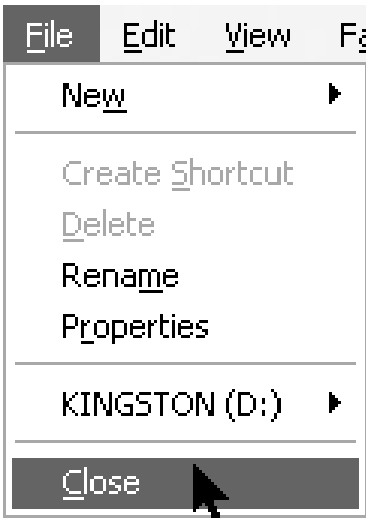 File Edit View
New
Create Shortcut
Delete
Rename
Properties
KINGSTON (D:)
Close